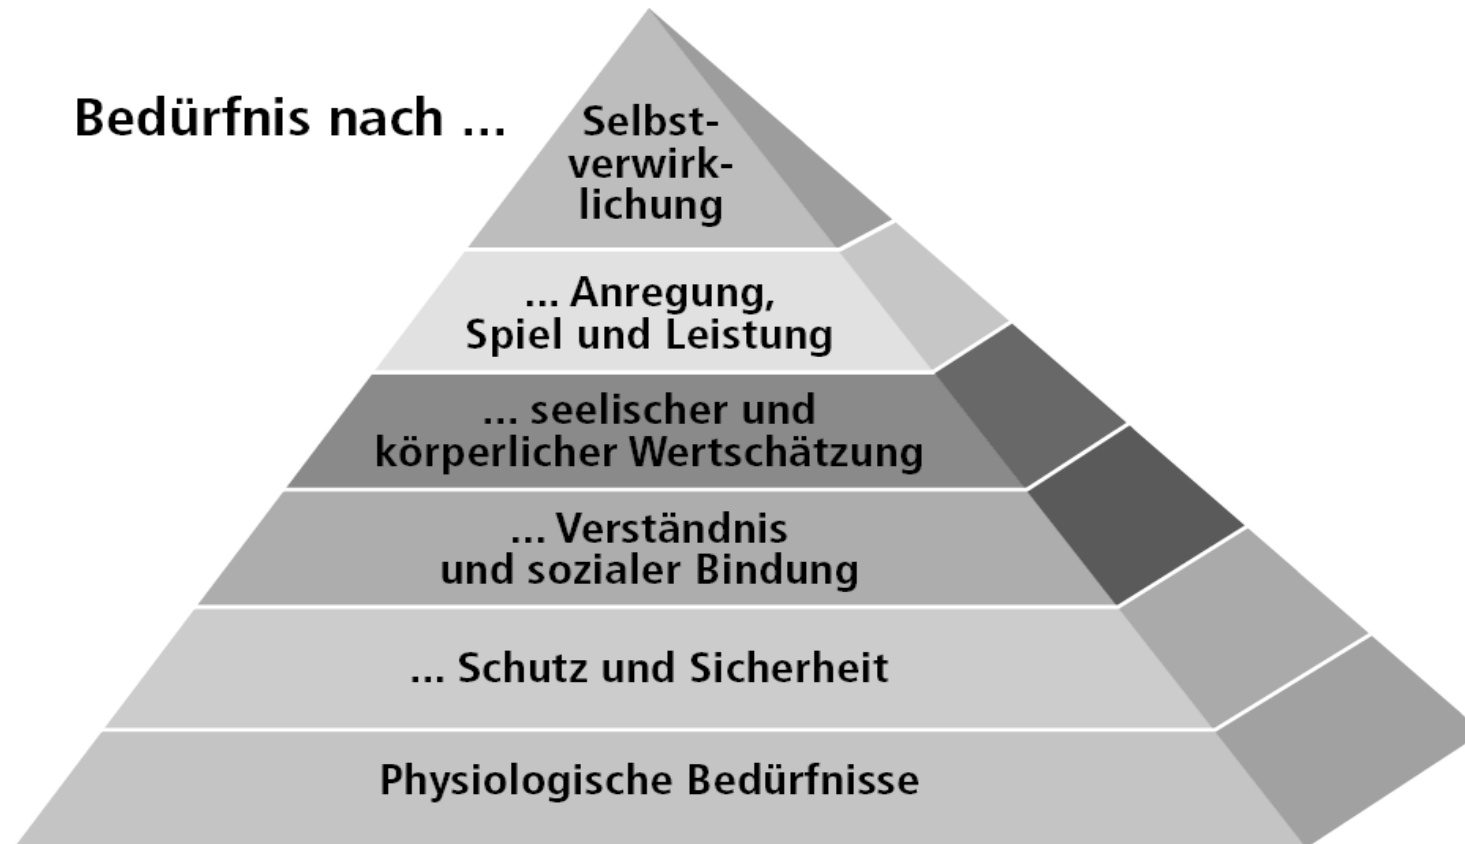 Bedürfnis nach ...
Selbst-
verwirk-
lichung
... Anregung,
Spiel und Leistung
... seelischer und
körperlicher Wertschätzung
... Verständnis
und sozialer Bindung
... Schutz und Sicherheit
Physiologische Bedürfnisse